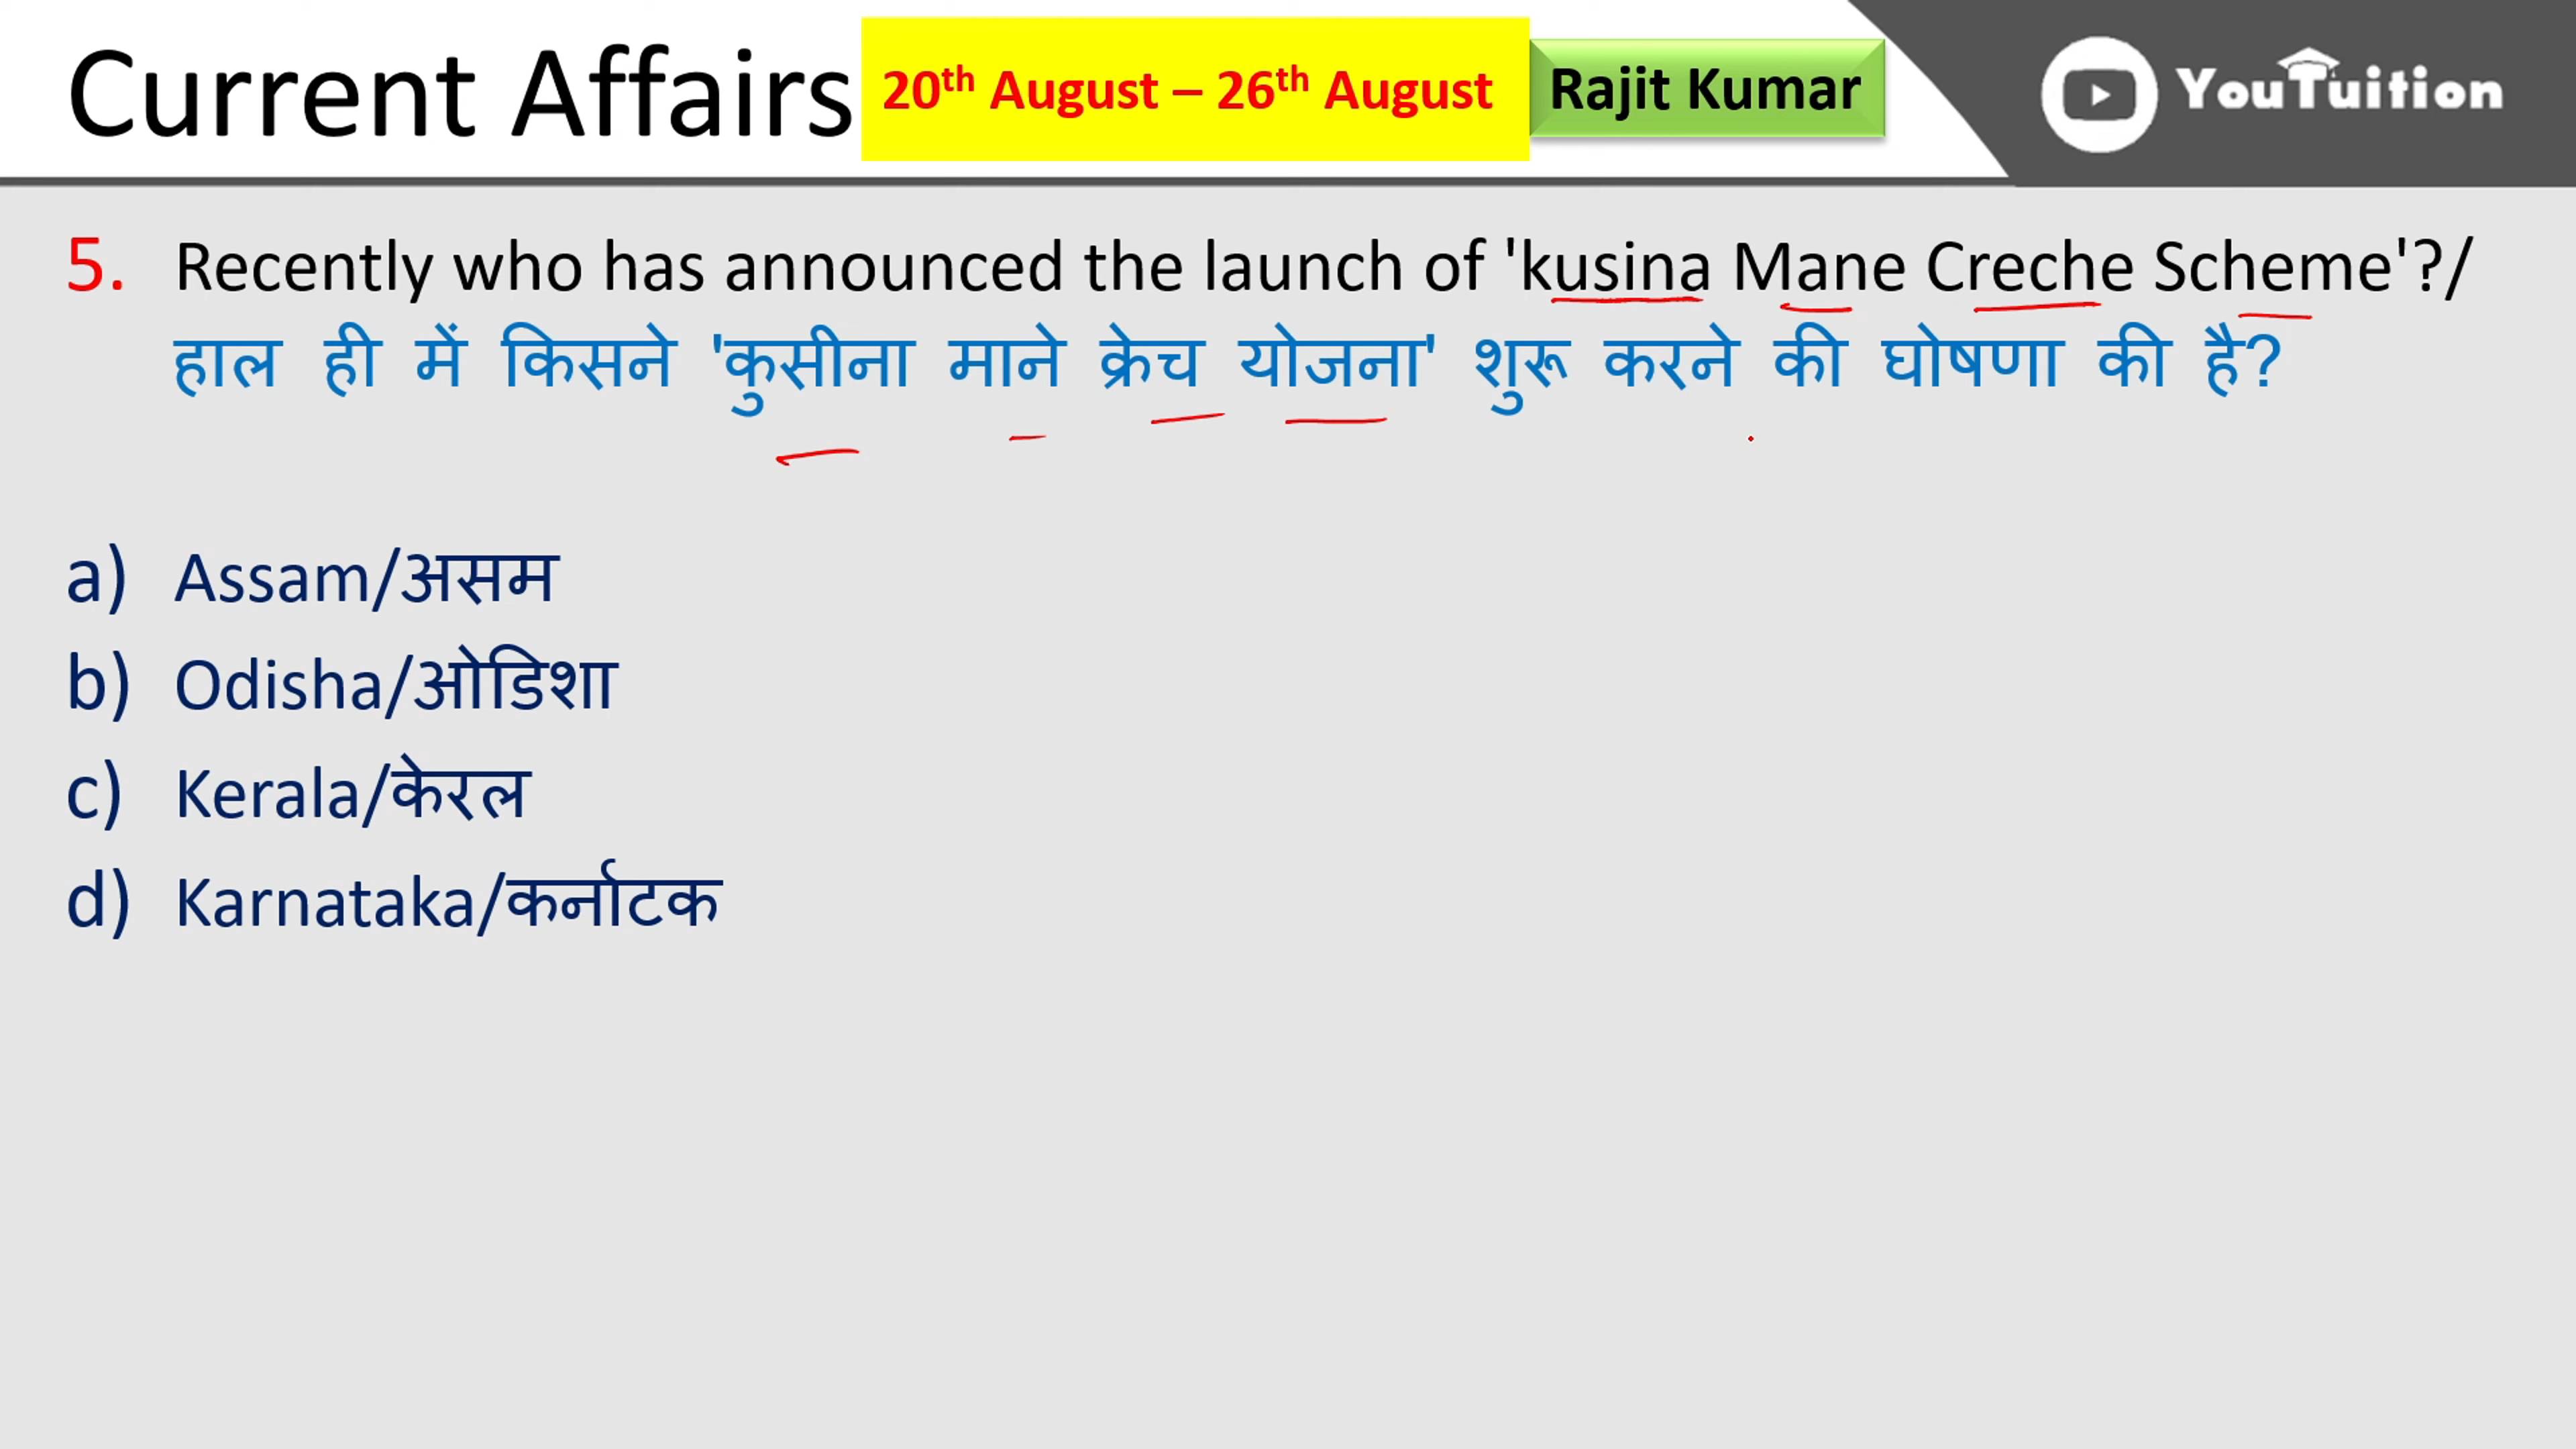 Current Affairs
20th August – 26th August
Rajit Kumar
YouTuition
5. Recently who has announced the launch of 'kusina Mane Creche Scheme'?/
हाल ही में किसने 'कुसीना माने क्रेच योजना' शुरू करने की घोषणा की है?
a) Assam/असम
b) Odisha/ओडिशा
c) Kerala/केरल
d) Karnataka/कर्नाटक